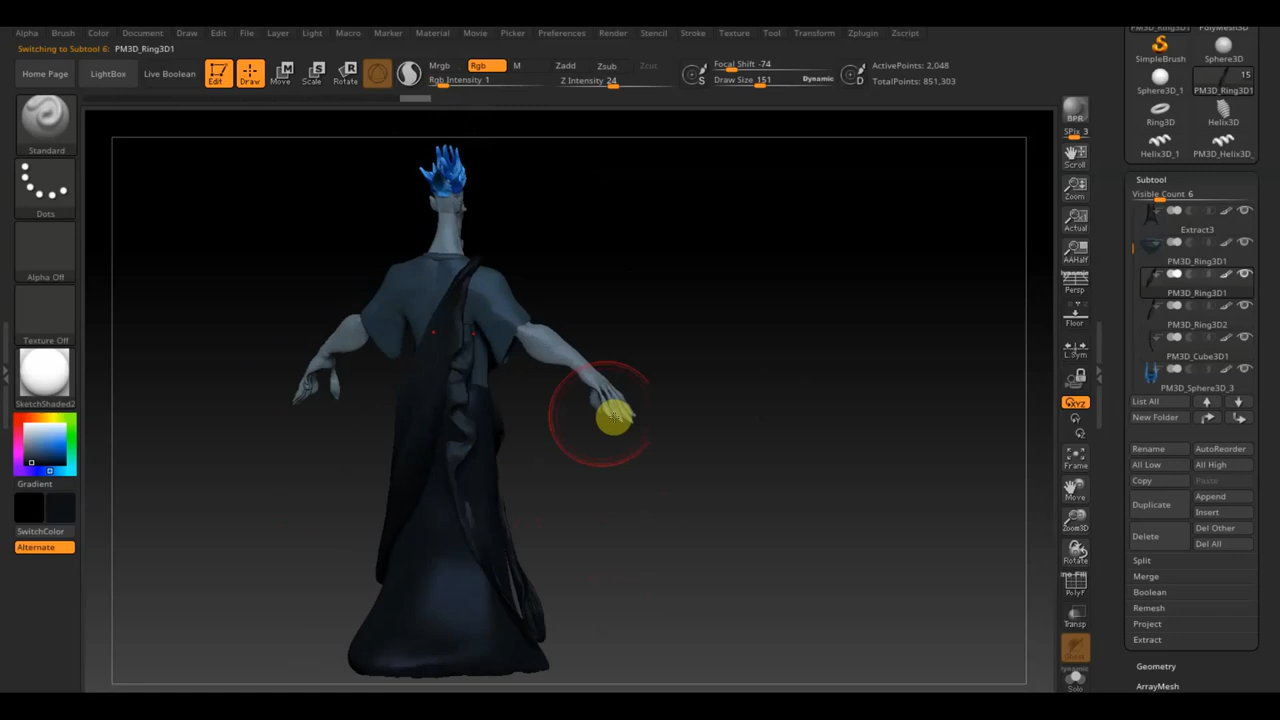 Alpha Brush Color Document Draw Edit File Layer Light Macro Marker Material Movie Picker Preferences Render Stencil Stroke Texture Tool Transform Zplugin Zscript
Switching to Subtool 6: PM3D_Ring3D1
Home Page LightBox Live Boolean Edit Draw Move Scale Rotate
Mrgb Rgb M Zadd Zsub Zcut
Rgb Intensity 1 Z Intensity 24
Focal Shift -74
Draw Size 151 Dynamic
ActivePoints: 2,048
TotalPoints: 851,303
Standard
Dots
Alpha Off
Texture Off
SketchShaded2
Gradient
SwitchColor
Alternate
BPR
SPix 3
Scroll
Zoom
Actual
AAHalf
Dynamic
Persp
Floor
L.Sym
XYZ
Frame
Move
Zoom3D
Rotate
PolyF
Transp
Ghost
Dynamic
Solo
PM3D_Ring3D1 PolyMesh3D
SimpleBrush Sphere3D
15
Sphere3D_1 PM3D_Ring3D1
Ring3D Helix3D
Helix3D_1 PM3D_Helix3D_
Subtool
Visible Count 6
Extract3
PM3D_Ring3D1
PM3D_Ring3D1
PM3D_Ring3D2
PM3D_Cube3D1
PM3D_Sphere3D_3
List All
New Folder
Rename AutoReorder
All Low All High
Copy Paste
Duplicate Append
Insert
Delete Del Other
Del All
Split
Merge
Boolean
Remesh
Project
Extract
Geometry
ArrayMesh